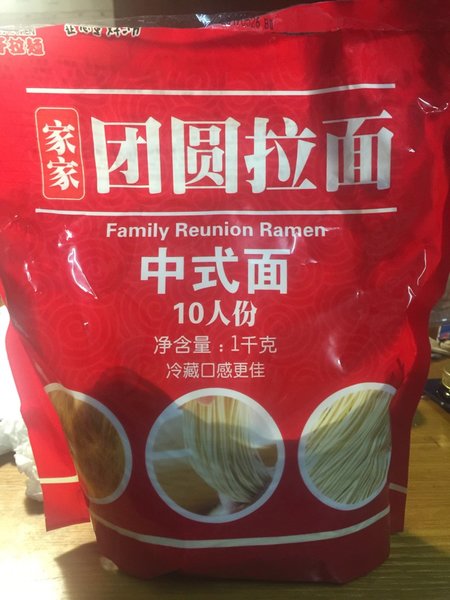 家家
团圆拉面
Family Reunion Ramen
中式面
10人份
净含量：1千克
冷藏口感更佳